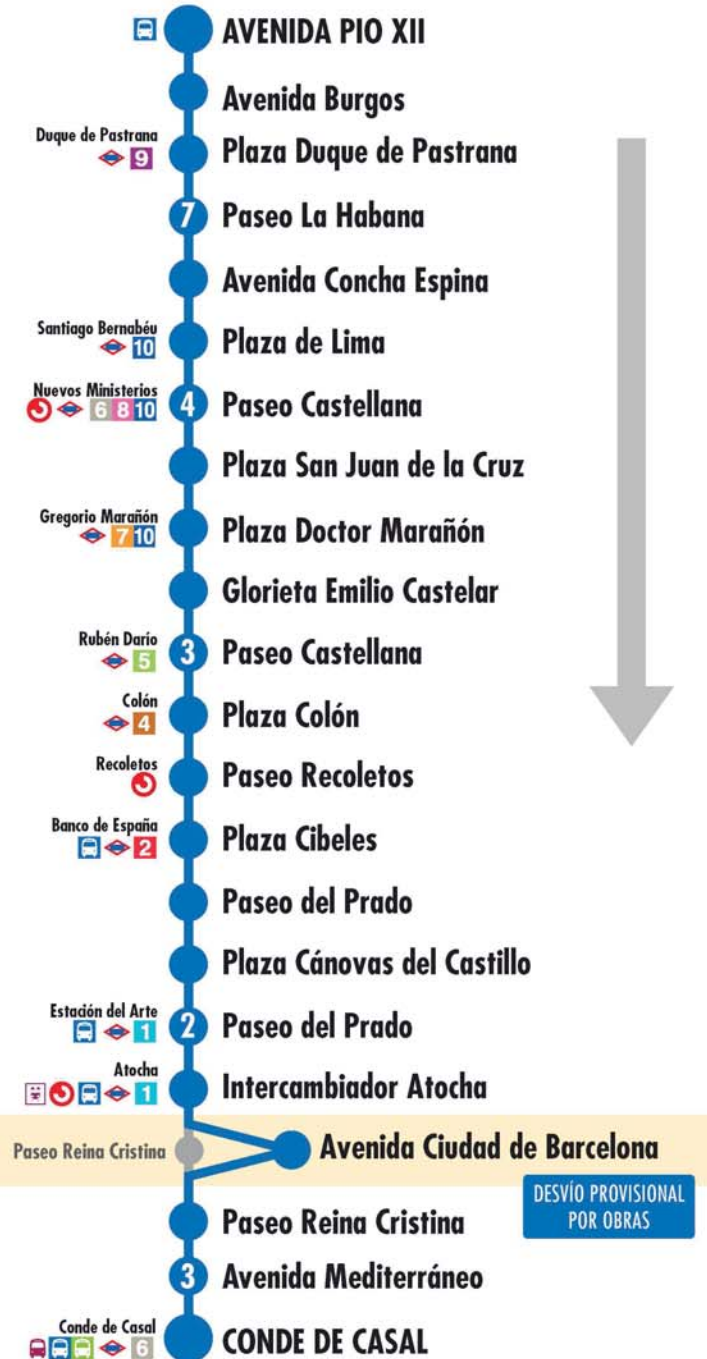 AVENIDA PIO XII
Avenida Burgos
Duque de Pastrana
9
Plaza Duque de Pastrana
7 Paseo La Habana
Avenida Concha Espina
Santiago Bernabéu
10
Plaza de Lima
Nuevos Ministerios
6 8 10
4 Paseo Castellana
Plaza San Juan de la Cruz
Gregorio Marañón
7 10
Plaza Doctor Marañón
Glorieta Emilio Castelar
Rubén Darío
5
3 Paseo Castellana
Colón
4
Plaza Colón
Recoletos
Paseo Recoletos
Banco de España
2
Plaza Cibeles
Paseo del Prado
Plaza Cánovas del Castillo
Estación del Arte
1
2 Paseo del Prado
Atocha
1
Intercambiador Atocha
Paseo Reina Cristina
Avenida Ciudad de Barcelona
DESVÍO PROVISIONAL
POR OBRAS
Paseo Reina Cristina
3 Avenida Mediterráneo
Conde de Casal
6
CONDE DE CASAL